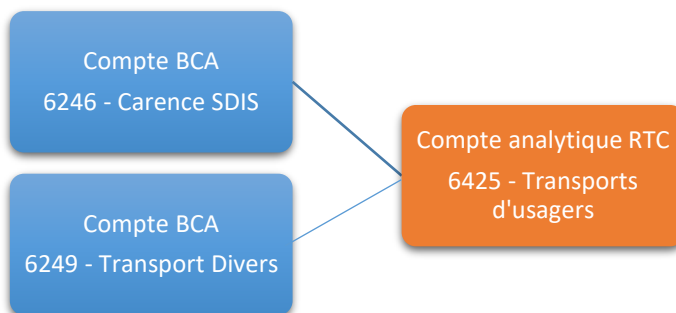 Compte BCA
6246 - Carence SDIS
Compte analytique RTC
6425 - Transports
d'usagers
Compte BCA
6249 - Transport Divers